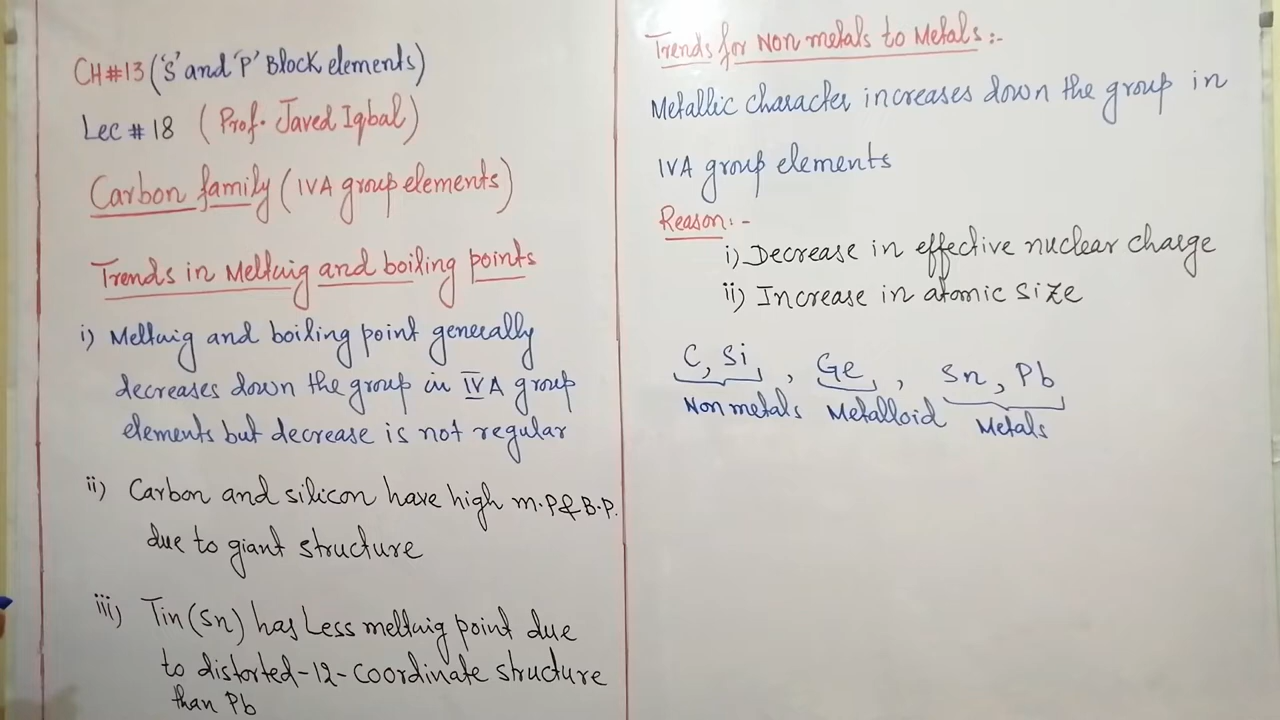 CH#13 ('S' and 'P' Block elements)
Lec # 18 (Prof. Javed Iqbal)
Carbon family (IVA group elements)
Trends in Melting and boiling points
i) Melting and boiling point generally
decreases down the group in IVA group
elements but decrease is not regular
ii) Carbon and silicon have high m.P & B.P.
due to giant structure
iii) Tin (Sn) has Less melting point due
to distorted-12-coordinate structure
than Pb
Trends for Non metals to Metals:-
Metallic character increases down the group in
IVA group elements
Reason:-
i) Decrease in effective nuclear charge
ii) Increase in atomic size
C, Si, Ge, Sn, Pb
Non metals Metalloid Metals